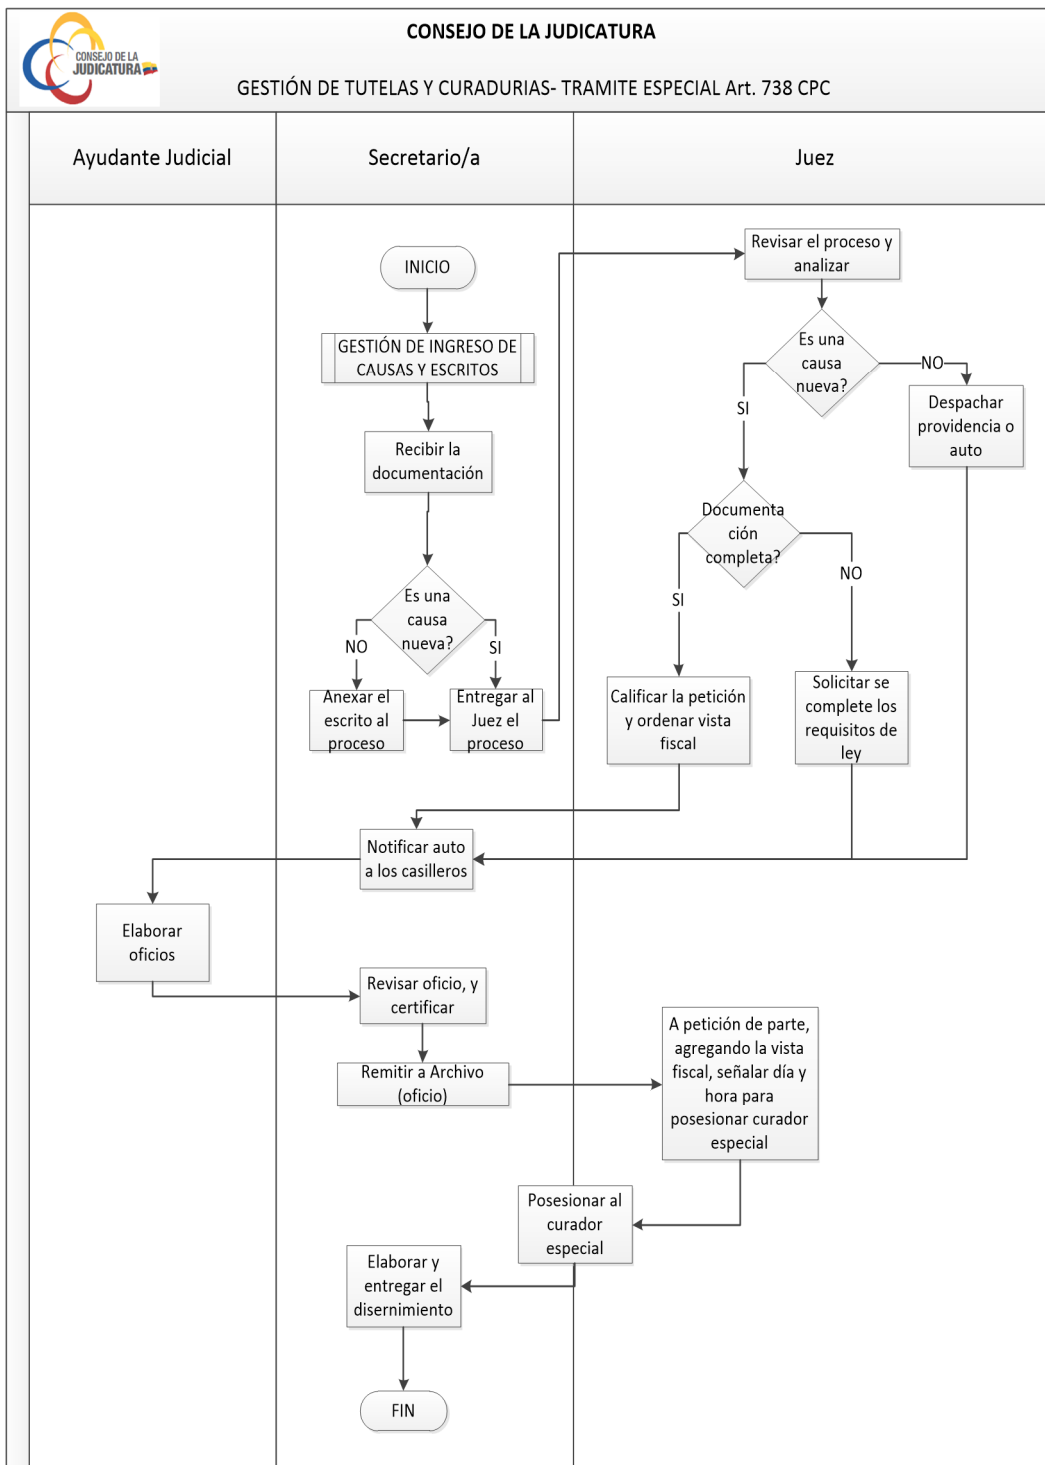 CONSEJO DE LA JUDICATURA
CONSEJO DE LA
JUDICATURA
GESTIÓN DE TUTELAS Y CURADURIAS- TRAMITE ESPECIAL Art. 738 CPC
Ayudante Judicial
Secretario/a
Juez
INICIO
GESTIÓN DE INGRESO DE
CAUSAS Y ESCRITOS
Recibir la
documentación
Es una
causa
nueva?
NO
SI
Anexar el
escrito al
proceso
Entregar al
Juez el
proceso
Revisar el proceso y
analizar
Es una
causa
nueva?
NO
SI
Despachar
providencia o
auto
Documenta
ción
completa?
SI
NO
Calificar la petición
y ordenar vista
fiscal
Solicitar se
complete los
requisitos de
ley
Notificar auto
a los casilleros
Elaborar
oficios
Revisar oficio, y
certificar
Remitir a Archivo
(oficio)
A petición de parte,
agregando la vista
fiscal, señalar día y
hora para
posesionar curador
especial
Posesionar al
curador
especial
Elaborar y
entregar el
disernimiento
FIN